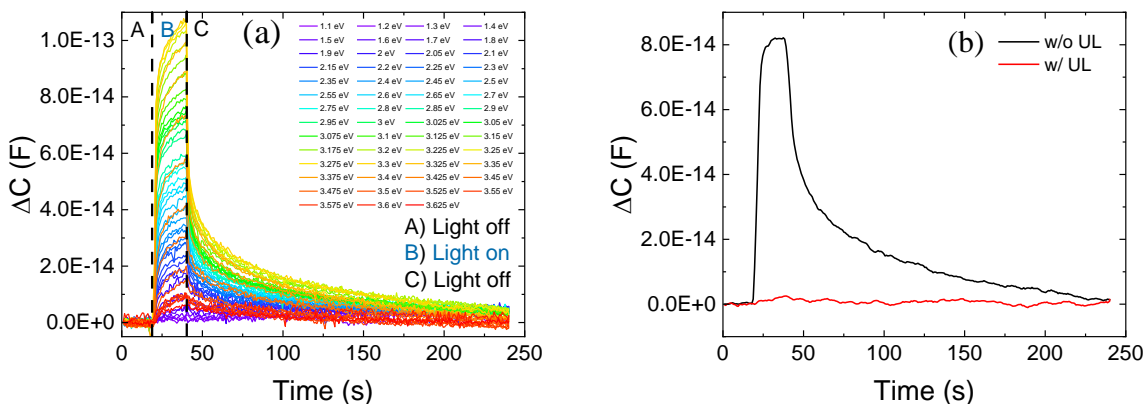 A B C (a)
1.1 eV 1.2 eV 1.3 eV 1.4 eV
1.5 eV 1.6 eV 1.7 eV 1.8 eV
1.9 eV 2 eV 2.05 eV 2.1 eV
2.15 eV 2.2 eV 2.25 eV 2.3 eV
2.35 eV 2.4 eV 2.45 eV 2.5 eV
2.55 eV 2.6 eV 2.65 eV 2.7 eV
2.75 eV 2.8 eV 2.85 eV 2.9 eV
2.95 eV 3 eV 3.025 eV 3.05 eV
3.075 eV 3.1 eV 3.125 eV 3.15 eV
3.175 eV 3.2 eV 3.225 eV 3.25 eV
3.275 eV 3.3 eV 3.325 eV 3.35 eV
3.375 eV 3.4 eV 3.425 eV 3.45 eV
3.475 eV 3.5 eV 3.525 eV 3.55 eV
3.575 eV 3.6 eV 3.625 eV
A) Light off
B) Light on
C) Light off
1.0E-13
8.0E-14
6.0E-14
4.0E-14
2.0E-14
0.0E+0
ΔC (F)
0 50 100 150 200 250
Time (s)
(b)
w/o UL
w/ UL
8.0E-14
6.0E-14
4.0E-14
2.0E-14
0.0E+0
ΔC (F)
0 50 100 150 200 250
Time (s)